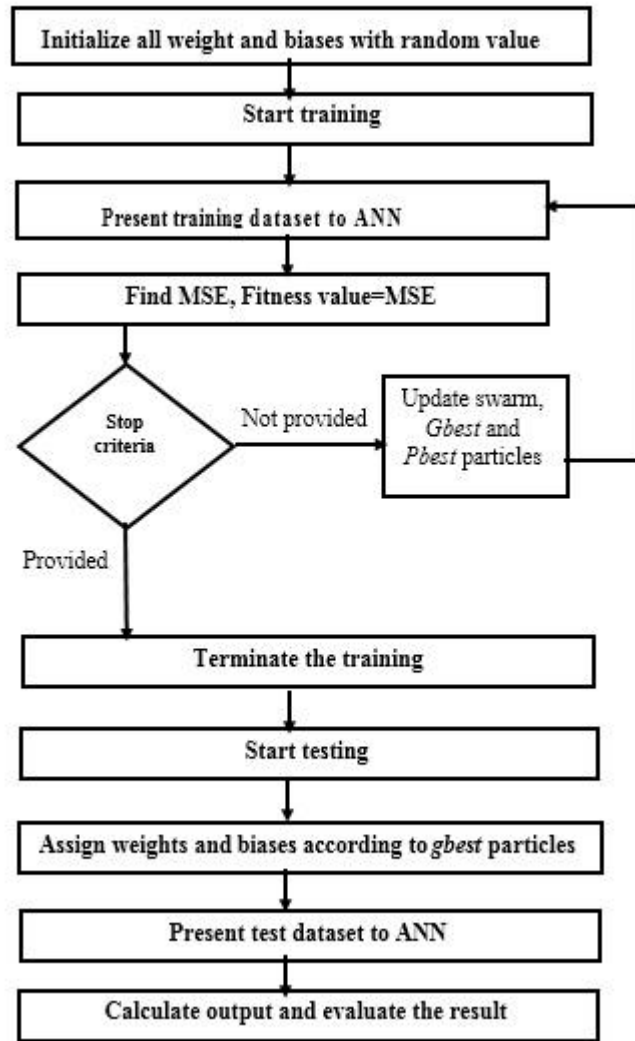 Initialize all weight and biases with random value
Start training
Present training dataset to ANN
Find MSE, Fitness value=MSE
Stop
criteria
Not provided
Update swarm,
Gbest and
Pbest particles
Provided
Terminate the training
Start testing
Assign weights and biases according to gbest particles
Present test dataset to ANN
Calculate output and evaluate the result